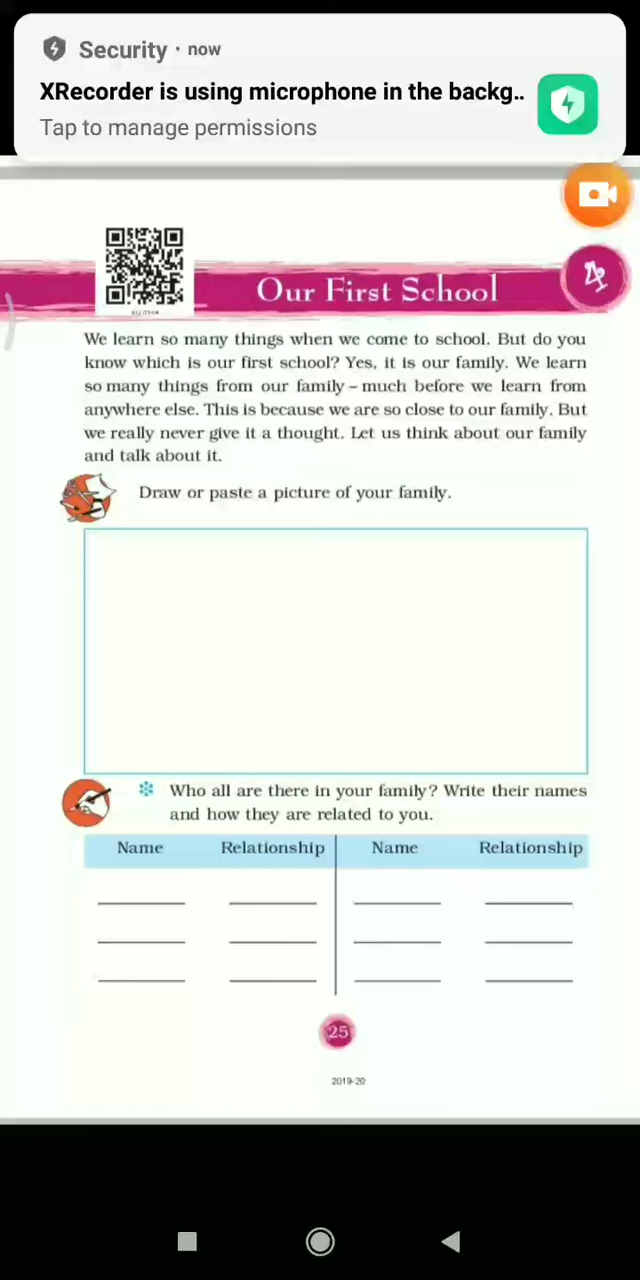 Security · now
XRecorder is using microphone in the backg..
Tap to manage permissions
4
Our First School
We learn so many things when we come to school. But do you
know which is our first school? Yes, it is our family. We learn
so many things from our family – much before we learn from
anywhere else. This is because we are so close to our family. But
we really never give it a thought. Let us think about our family
and talk about it.
Draw or paste a picture of your family.
Who all are there in your family? Write their names
and how they are related to you.
Name Relationship Name Relationship
25
2019-20